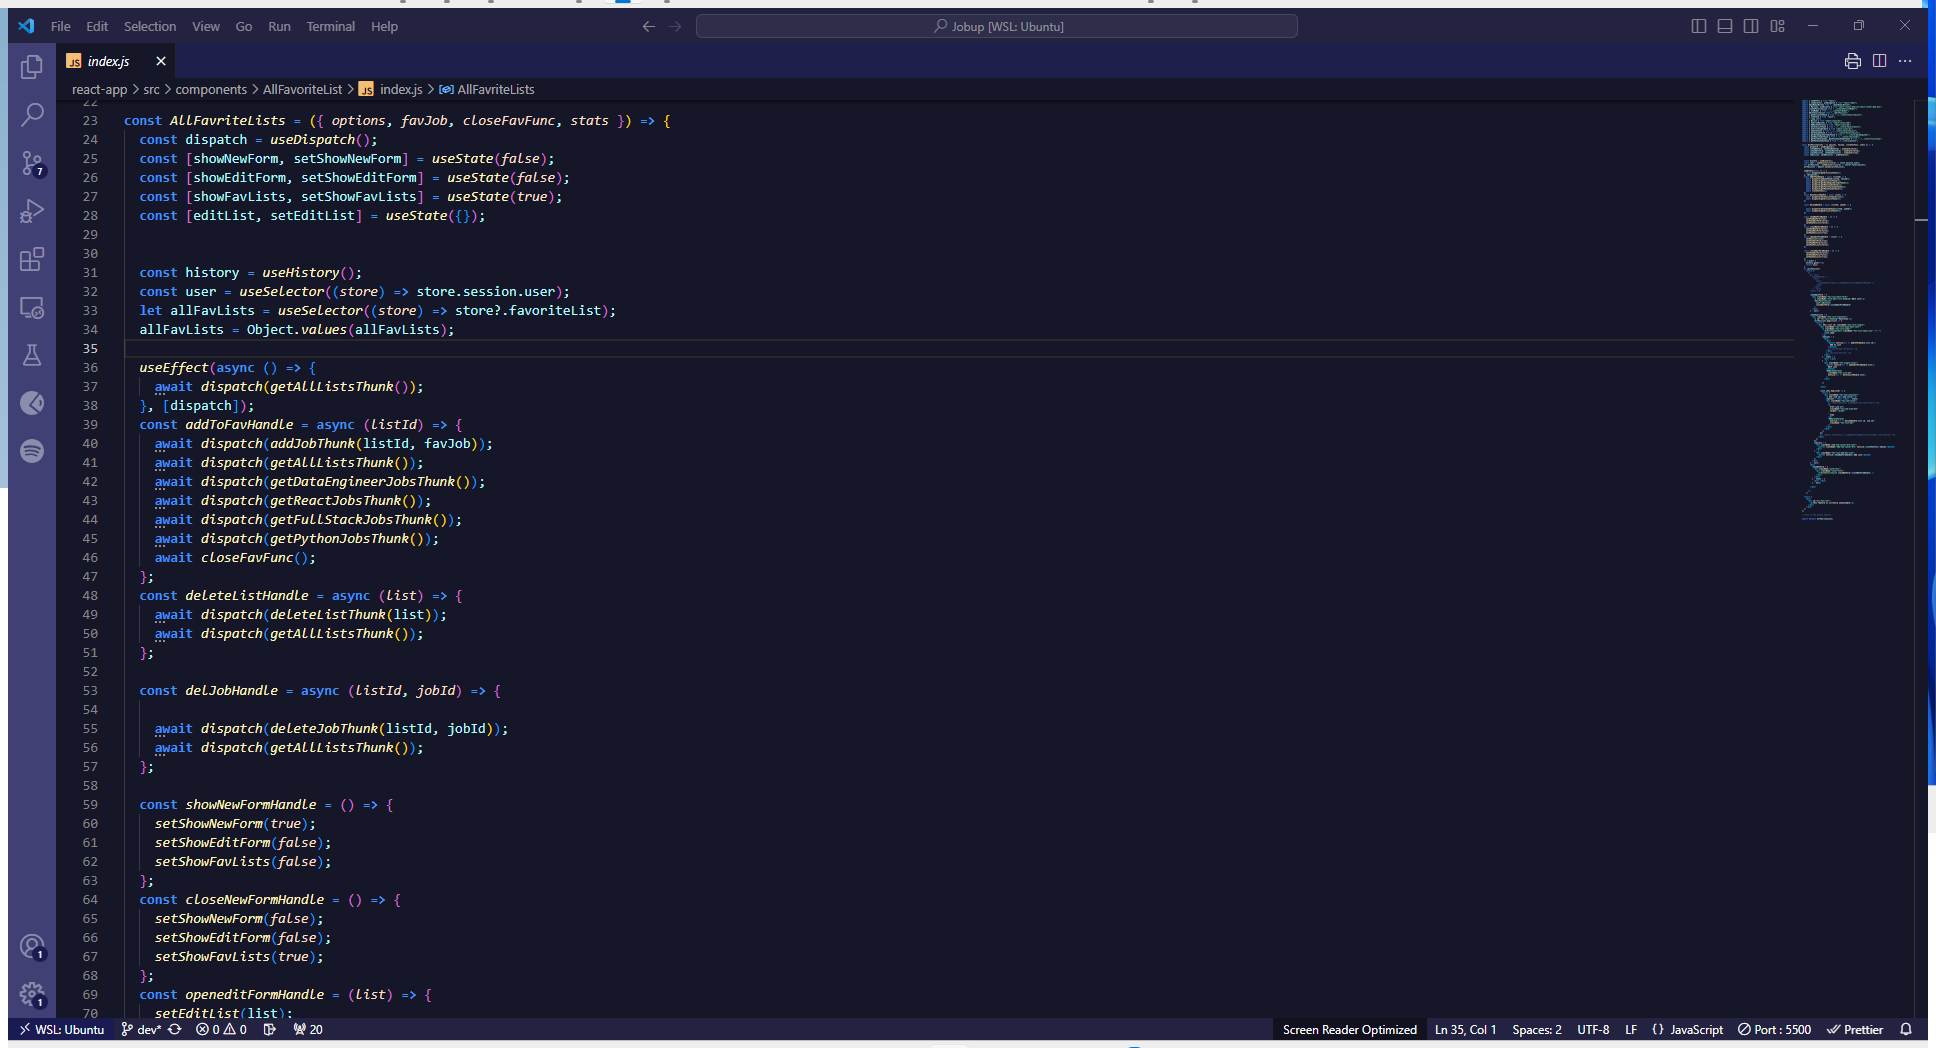 File Edit Selection View Go Run Terminal Help
Jobup [WSL: Ubuntu]
JS index.js
react-app > src > components > AllFavoriteList > JS index.js > AllFavriteLists
22
23 const AllFavriteLists = ({ options, favJob, closeFavFunc, stats }) => {
24 const dispatch = useDispatch();
25 const [showNewForm, setShowNewForm] = useState(false);
26 const [showEditForm, setShowEditForm] = useState(false);
27 const [showFavLists, setShowFavLists] = useState(true);
28 const [editList, setEditList] = useState({});
29
30
31 const history = useHistory();
32 const user = useSelector((store) => store.session.user);
33 let allFavLists = useSelector((store) => store?.favoriteList);
34 allFavLists = Object.values(allFavLists);
35
36 useEffect(async () => {
37 await dispatch(getAllListsThunk());
38 }, [dispatch]);
39 const addToFavHandle = async (listId) => {
40 await dispatch(addJobThunk(listId, favJob));
41 await dispatch(getAllListsThunk());
42 await dispatch(getDataEngineerJobsThunk());
43 await dispatch(getReactJobsThunk());
44 await dispatch(getFullStackJobsThunk());
45 await dispatch(getPythonJobsThunk());
46 await closeFavFunc();
47 };
48 const deleteListHandle = async (list) => {
49 await dispatch(deleteListThunk(list));
50 await dispatch(getAllListsThunk());
51 };
52
53 const delJobHandle = async (listId, jobId) => {
54
55 await dispatch(deleteJobThunk(listId, jobId));
56 await dispatch(getAllListsThunk());
57 };
58
59 const showNewFormHandle = () => {
60 setShowNewForm(true);
61 setShowEditForm(false);
62 setShowFavLists(false);
63 };
64 const closeNewFormHandle = () => {
65 setShowNewForm(false);
66 setShowEditForm(false);
67 setShowFavLists(true);
68 };
69 const openeditFormHandle = (list) => {
70 setEditList(list);
7
1
1
WSL: Ubuntu dev* 0 0 20 Screen Reader Optimized Ln 35, Col 1 Spaces: 2 UTF-8 LF {} JavaScript Port : 5500 Prettier